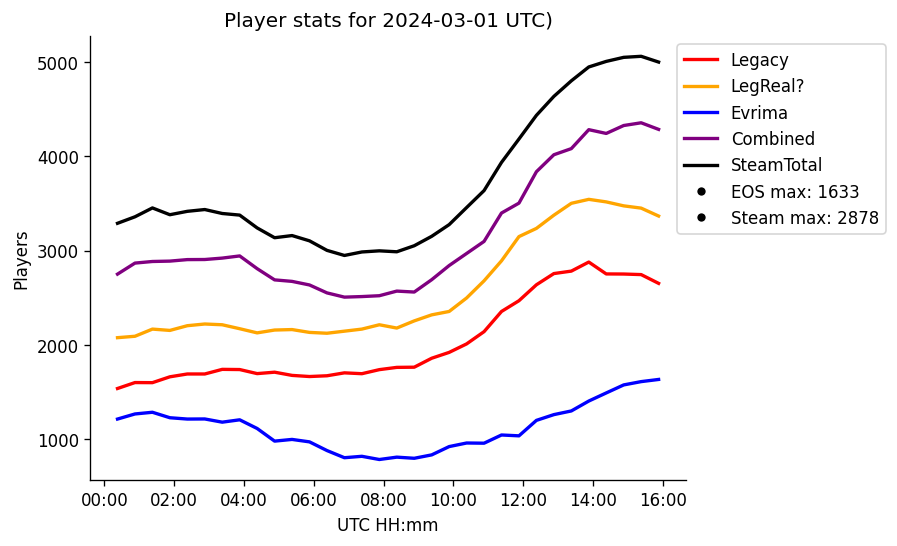 Player stats for 2024-03-01 UTC)
Legacy
LegReal?
Evrima
Combined
SteamTotal
EOS max: 1633
Steam max: 2878
Players
5000
4000
3000
2000
1000
00:00 02:00 04:00 06:00 08:00 10:00 12:00 14:00 16:00
UTC HH:mm